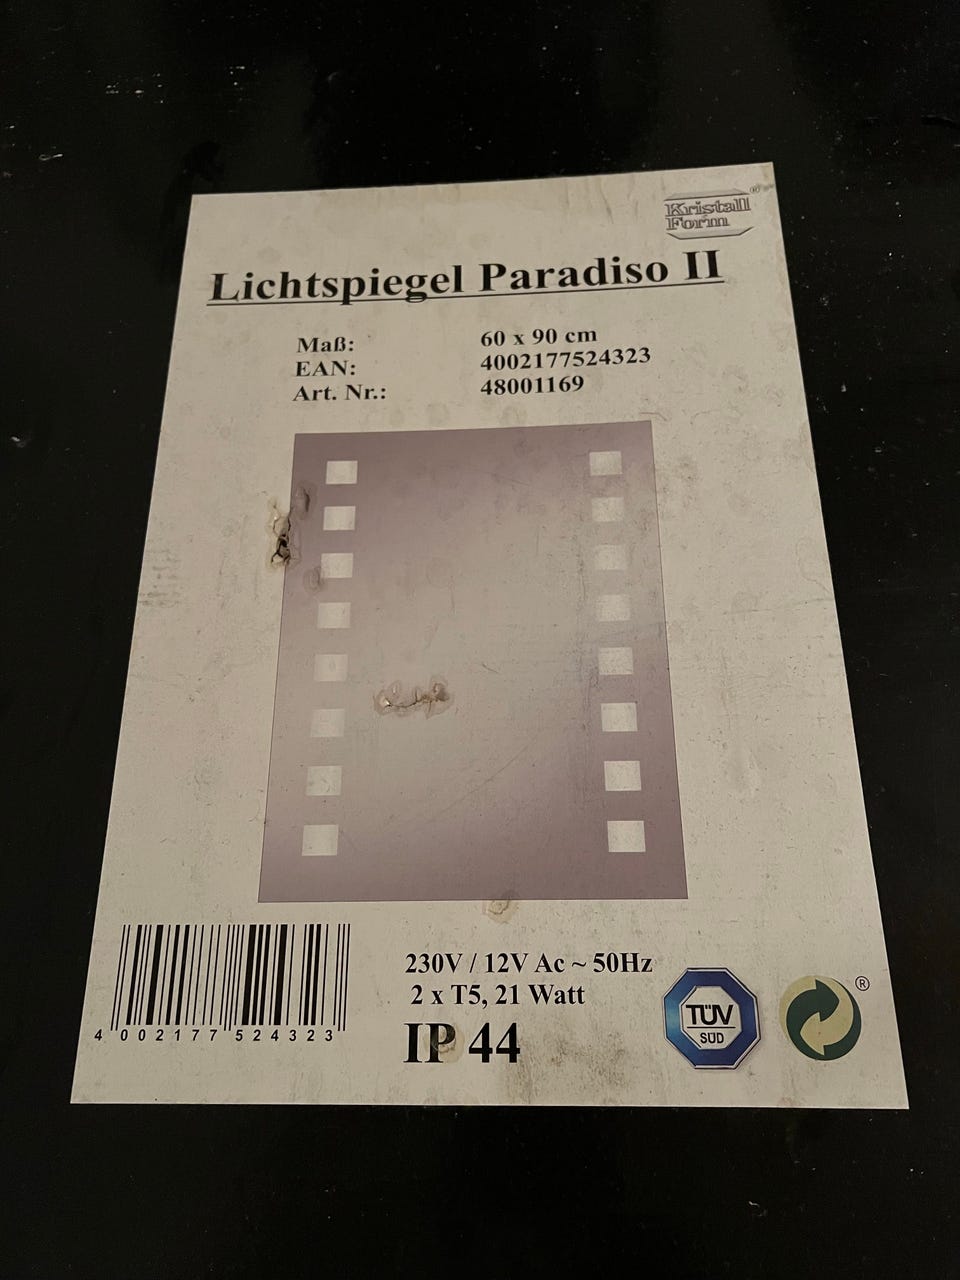 Kristall ®
Form
Lichtspiegel Paradiso II
Maß: 60 x 90 cm
EAN: 4002177524323
Art. Nr.: 48001169
230V / 12V Ac ~ 50Hz
2 x T5, 21 Watt
IP 44
4 002177 524323
TÜV
SÜD
®